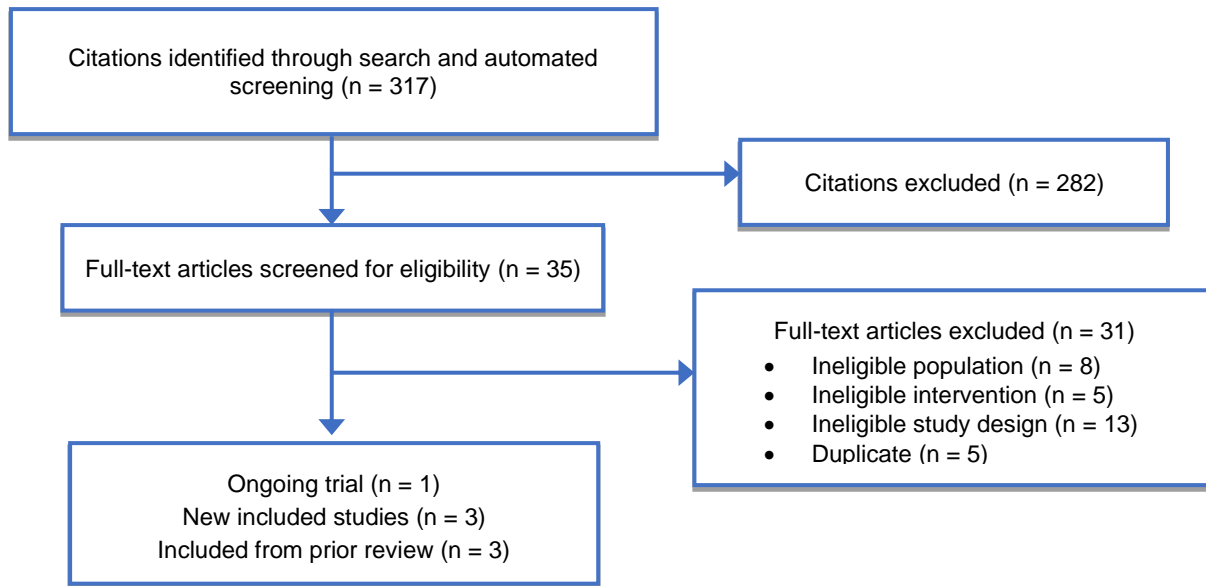 Citations identified through search and automated
screening (n = 317)
Citations excluded (n = 282)
Full-text articles screened for eligibility (n = 35)
Full-text articles excluded (n = 31)
• Ineligible population (n = 8)
• Ineligible intervention (n = 5)
• Ineligible study design (n = 13)
• Duplicate (n = 5)
Ongoing trial (n = 1)
New included studies (n = 3)
Included from prior review (n = 3)